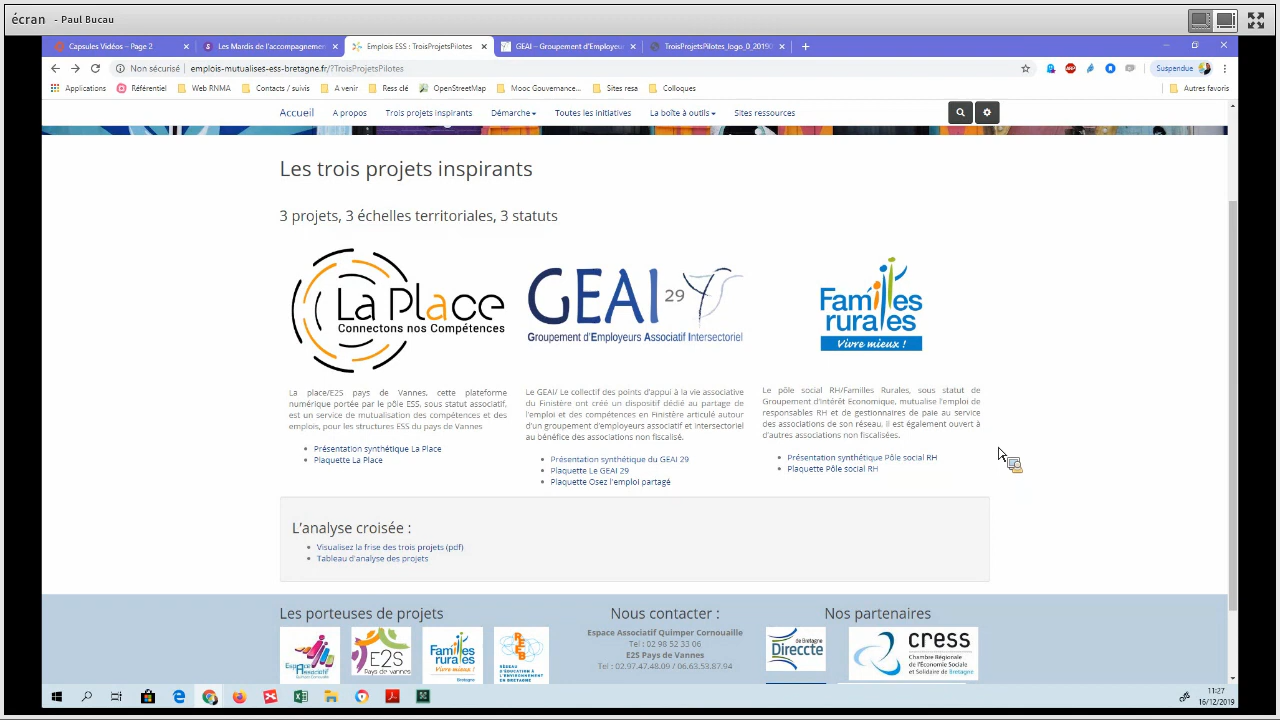 écran - Paul Bucau
Capsules Vidéos – Page 2
Les Mardis de l'accompagneme
Emplois ESS : TroisProjetsPilotes
GEAI – Groupement d'Employeu
TroisProjetsPilotes_logo_0_20190
Non sécurisé | emplois-mutualises-ess-bretagne.fr/?TroisProjetsPilotes
Suspendue
Applications
Référentiel
Web RNMA
Contacts / suivis
A venir
Ress clé
OpenStreetMap
Mooc Gouvernance...
Sites resa
Colloques
Autres favoris
Accueil
A propos
Trois projets inspirants
Démarche
Toutes les initiatives
La boîte à outils
Sites ressources
Les trois projets inspirants
3 projets, 3 échelles territoriales, 3 statuts
La Place
Connectons nos Compétences
GEAI 29
Groupement d'Employeurs Associatif Intersectoriel
Familles
rurales
Vivre mieux !
La place/E2S pays de Vannes, cette plateforme
numérique portée par le pôle ESS, sous statut associatif,
est un service de mutualisation des compétences et des
emplois, pour les structures ESS du pays de Vannes
Présentation synthétique La Place
Plaquette La Place
Le GEAI/ Le collectif des points d'appui à la vie associative
du Finistère ont créé un dispositif dédié au partage de
l'emploi et des compétences en Finistère articulé autour
d'un groupement d'employeurs associatif et intersectoriel
au bénéfice des associations non fiscalisé.
Présentation synthétique du GEAI 29
Plaquette Le GEAI 29
Plaquette Osez l'emploi partagé
Le pôle social RH/Familles Rurales, sous statut de
Groupement d'Intérêt Economique, mutualise l'emploi de
responsables RH et de gestionnaires de paie au service
des associations de son réseau. Il est également ouvert à
d'autres associations non fiscalisées.
Présentation synthétique Pôle social RH
Plaquette Pôle social RH
L'analyse croisée :
Visualisez la frise des trois projets (pdf)
Tableau d'analyse des projets
Les porteuses de projets
Nous contacter :
Nos partenaires
E2S
Pays de vannes
Familles
rurales
Vivre mieux !
Bretagne
REEB
RÉSEAU
D'ÉDUCATION À
L'ENVIRONNEMENT
EN BRETAGNE
Espace Associatif Quimper Cornouaille
Tel : 02 98 52 33 06
E2S Pays de Vannes
Tel : 02.97.47.48.09 / 06.63.53.87.94
de Bretagne
Direccte
cress
Chambre Régionale
de l'Économie Sociale
et Solidaire de Bretagne
11:27
16/12/2019